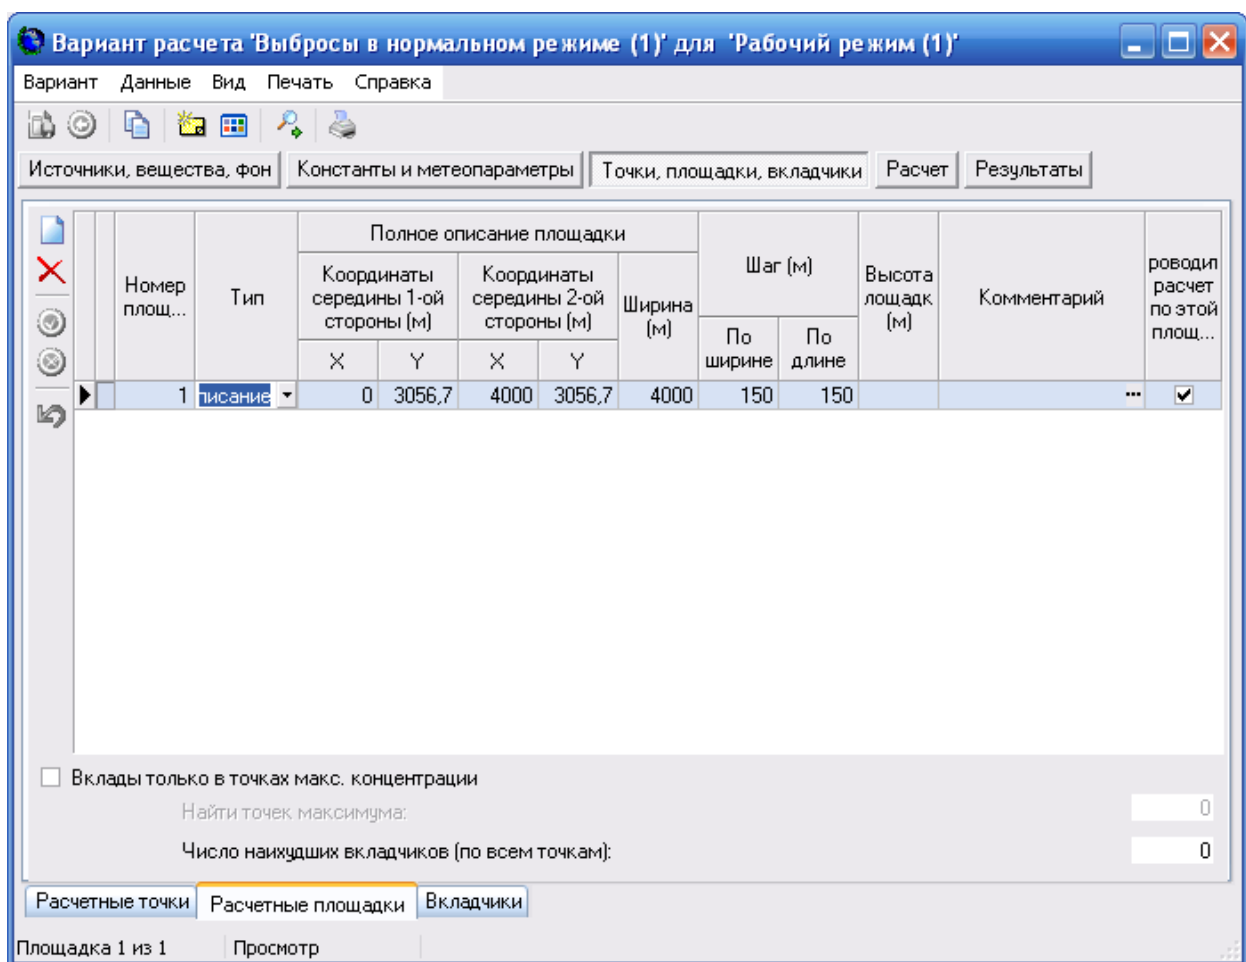 Вариант расчета 'Выбросы в нормальном режиме (1)' для 'Рабочий режим (1)'
Вариант Данные Вид Печать Справка
Источники, вещества, фон Константы и метеопараметры Точки, площадки, вкладчики Расчет Результаты
Номер
площ...
Тип
Полное описание площадки
Координаты
середины 1-ой
стороны (м)
Координаты
середины 2-ой
стороны (м)
Ширина
(м)
X Y X Y
Шаг (м)
По
ширине
По
длине
Высота
лощадк
(м)
Комментарий
роводил
расчет
по этой
площ...
1 писание 0 3056,7 4000 3056,7 4000 150 150 ...
Вклады только в точках макс. концентрации
Найти точек максимума: 0
Число наихудших вкладчиков (по всем точкам): 0
Расчетные точки Расчетные площадки Вкладчики
Площадка 1 из 1 Просмотр